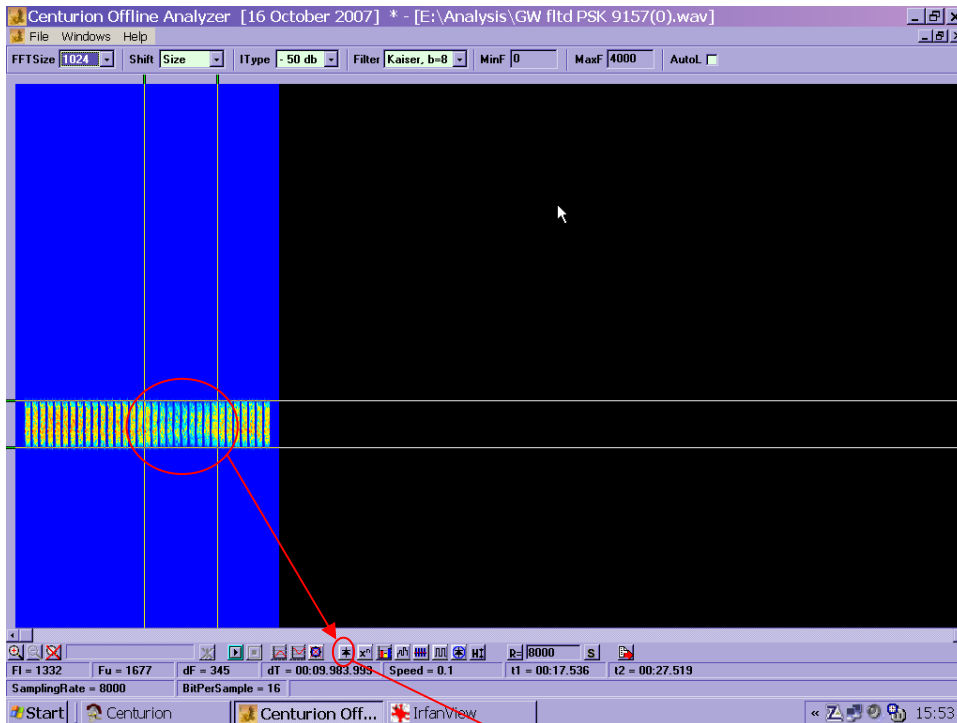 Centurion Offline Analyzer [16 October 2007] * - [E:\Analysis\GW fltd PSK 9157(0).wav]
File Windows Help
FFTSize 1024 Shift Size IType - 50 db Filter Kaiser, b=8 MinF 0 MaxF 4000 AutoL
R= 8000 S
Fl = 1332 Fu = 1677 dF = 345 dT = 00:09.983.999 Speed = 0.1 t1 = 00:17.536 t2 = 00:27.519
SamplingRate = 8000 BitPerSample = 16
Start Centurion Centurion Off... IrfanView 15:53